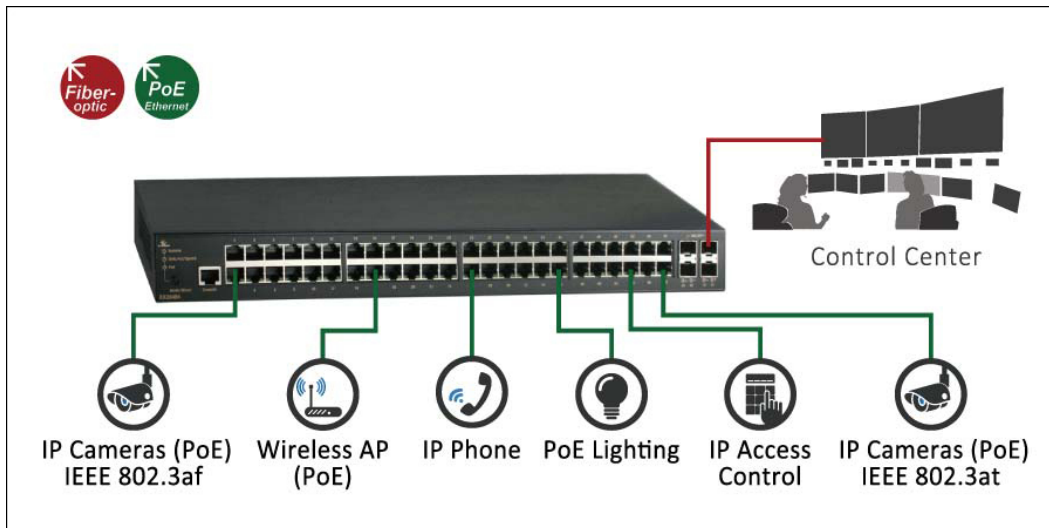 Fiber-
optic
PoE
Ethernet
Control Center
IP Cameras (PoE)
IEEE 802.3af
Wireless AP
(PoE)
IP Phone
PoE Lighting
IP Access
Control
IP Cameras (PoE)
IEEE 802.3at